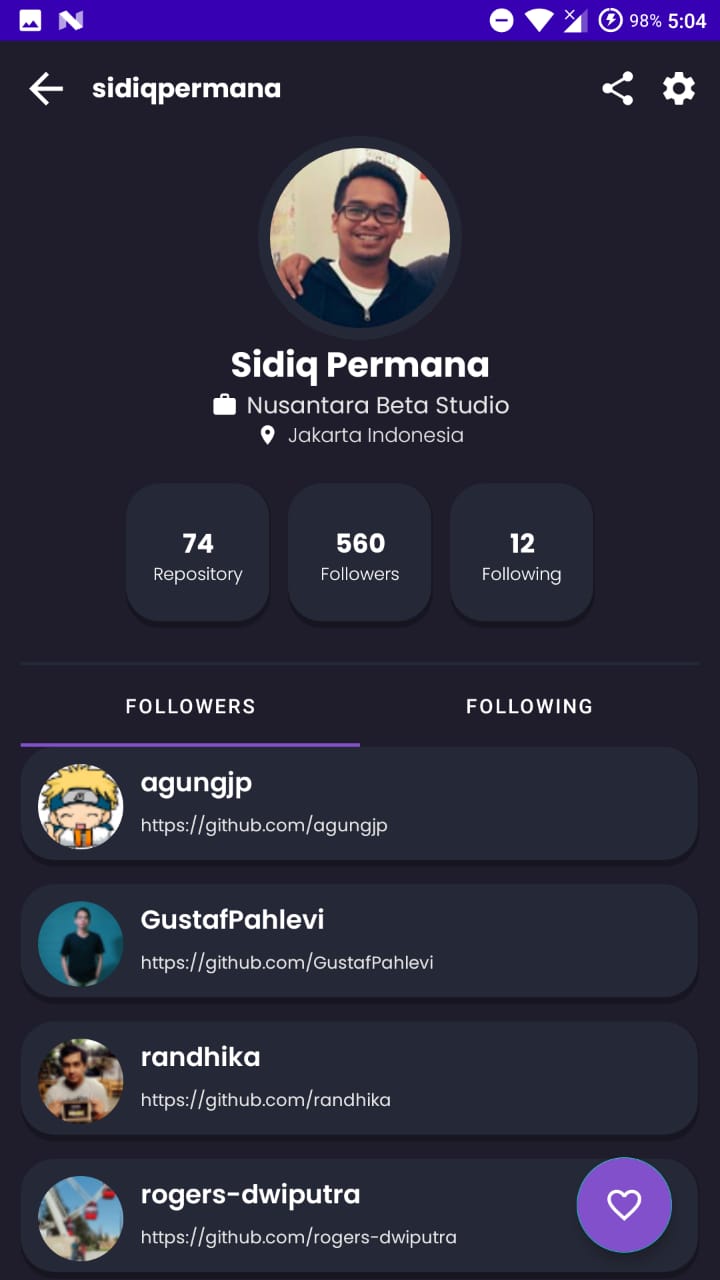 98% 5:04
sidiqpermana
Sidiq Permana
Nusantara Beta Studio
Jakarta Indonesia
74 560 12
Repository Followers Following
FOLLOWERS FOLLOWING
agungjp
https://github.com/agungjp
GustafPahlevi
https://github.com/GustafPahlevi
randhika
https://github.com/randhika
rogers-dwiputra
https://github.com/rogers-dwiputra